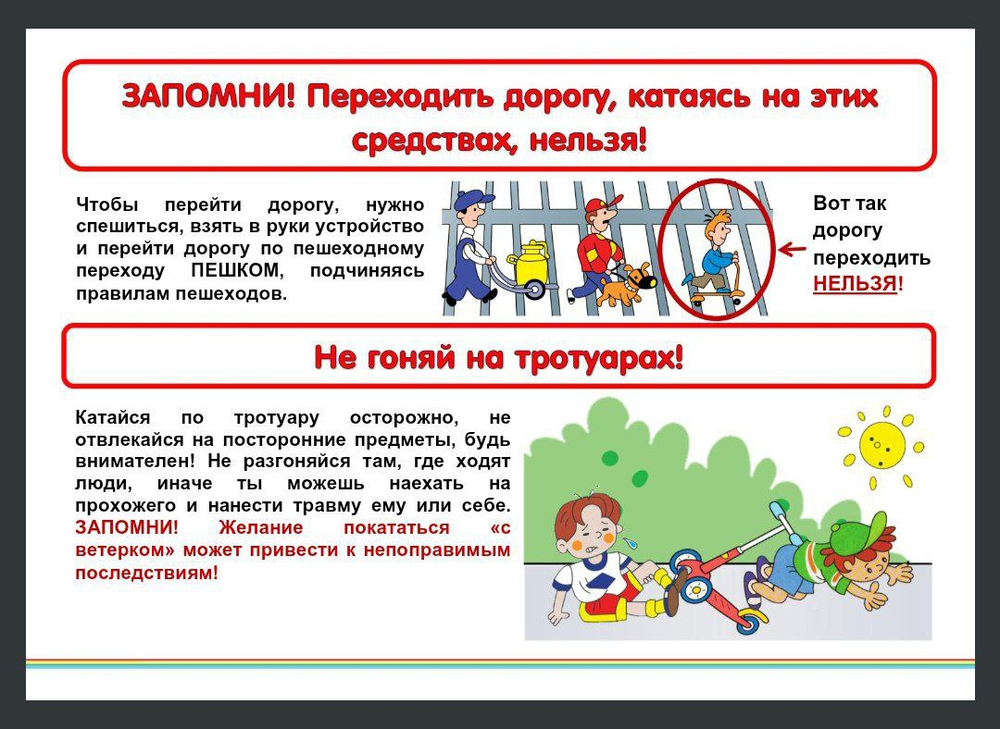 ЗАПОМНИ! Переходить дорогу, катаясь на этих
средствах, нельзя!
Чтобы перейти дорогу, нужно
спешиться, взять в руки устройство
и перейти дорогу по пешеходному
переходу ПЕШКОМ, подчиняясь
правилам пешеходов.
Вот так
дорогу
переходить
НЕЛЬЗЯ!
Не гоняй на тротуарах!
Катайся по тротуару осторожно, не
отвлекайся на посторонние предметы, будь
внимателен! Не разгоняйся там, где ходят
люди, иначе ты можешь наехать на
прохожего и нанести травму ему или себе.
ЗАПОМНИ! Желание покататься «с
ветерком» может привести к непоправимым
последствиям!